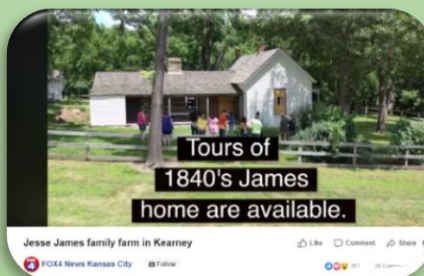 Tours of
1840's James
home are available.
Jesse James family farm in Kearney
Like Comment Share
FOX4 News Kansas City Follow